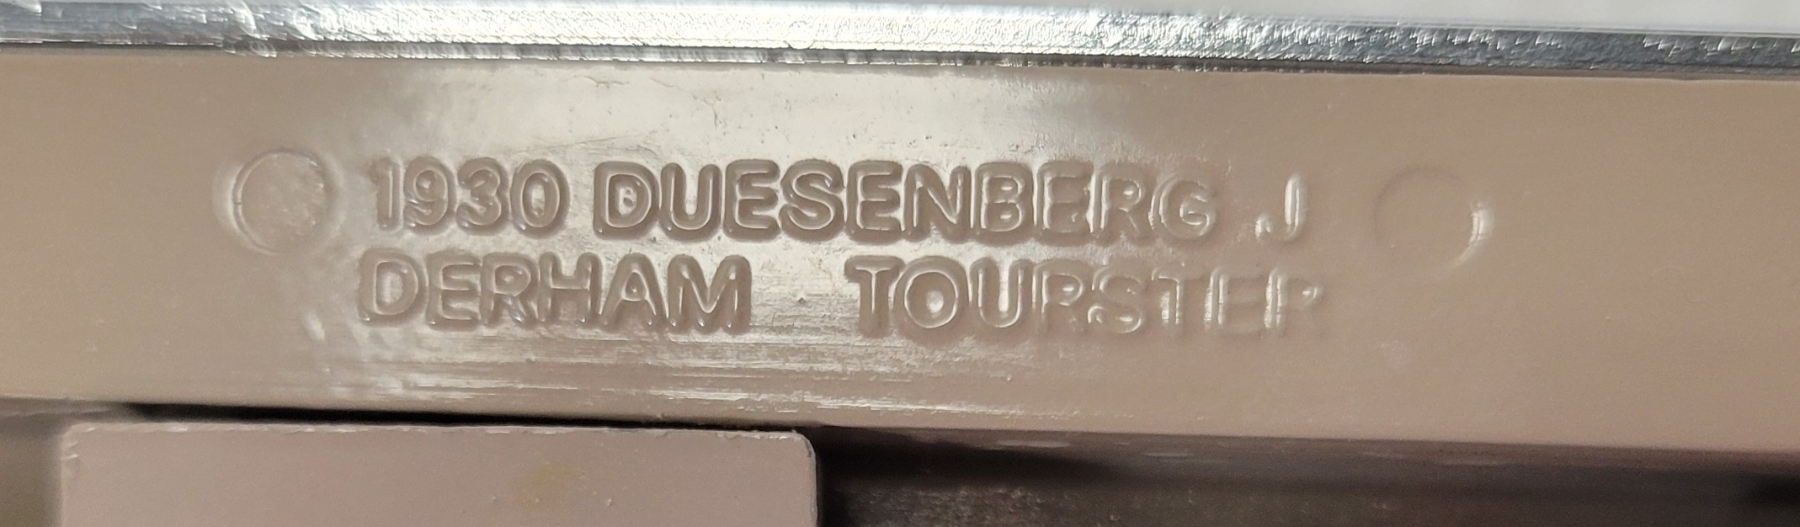 1930 DUESENBERG J
DERHAM TOURSTER